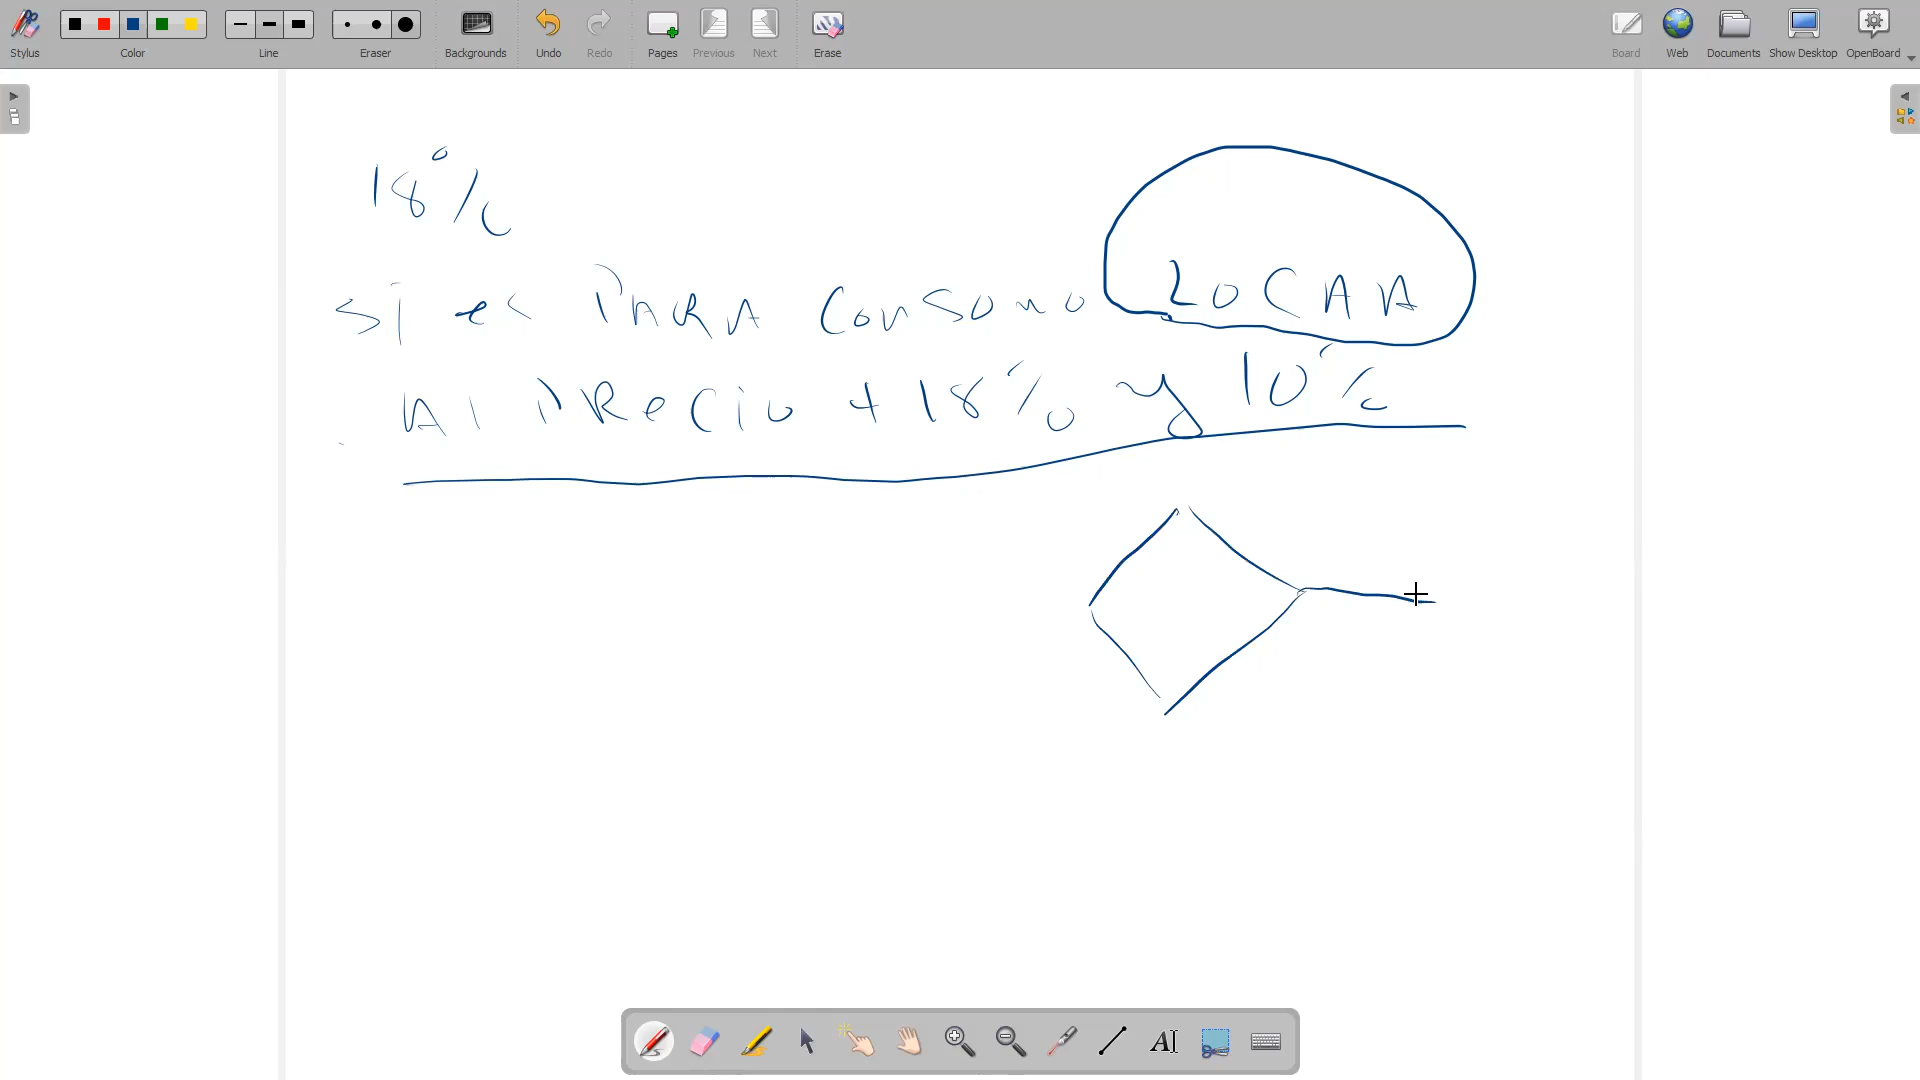 Stylus
Color
Line
Eraser
Backgrounds
Undo
Redo
Pages
Previous
Next
Erase
Board
Web
Documents
Show Desktop
OpenBoard
18%
Si es PARA Consumo LOCAA
Al PRecio + 18% y 10%